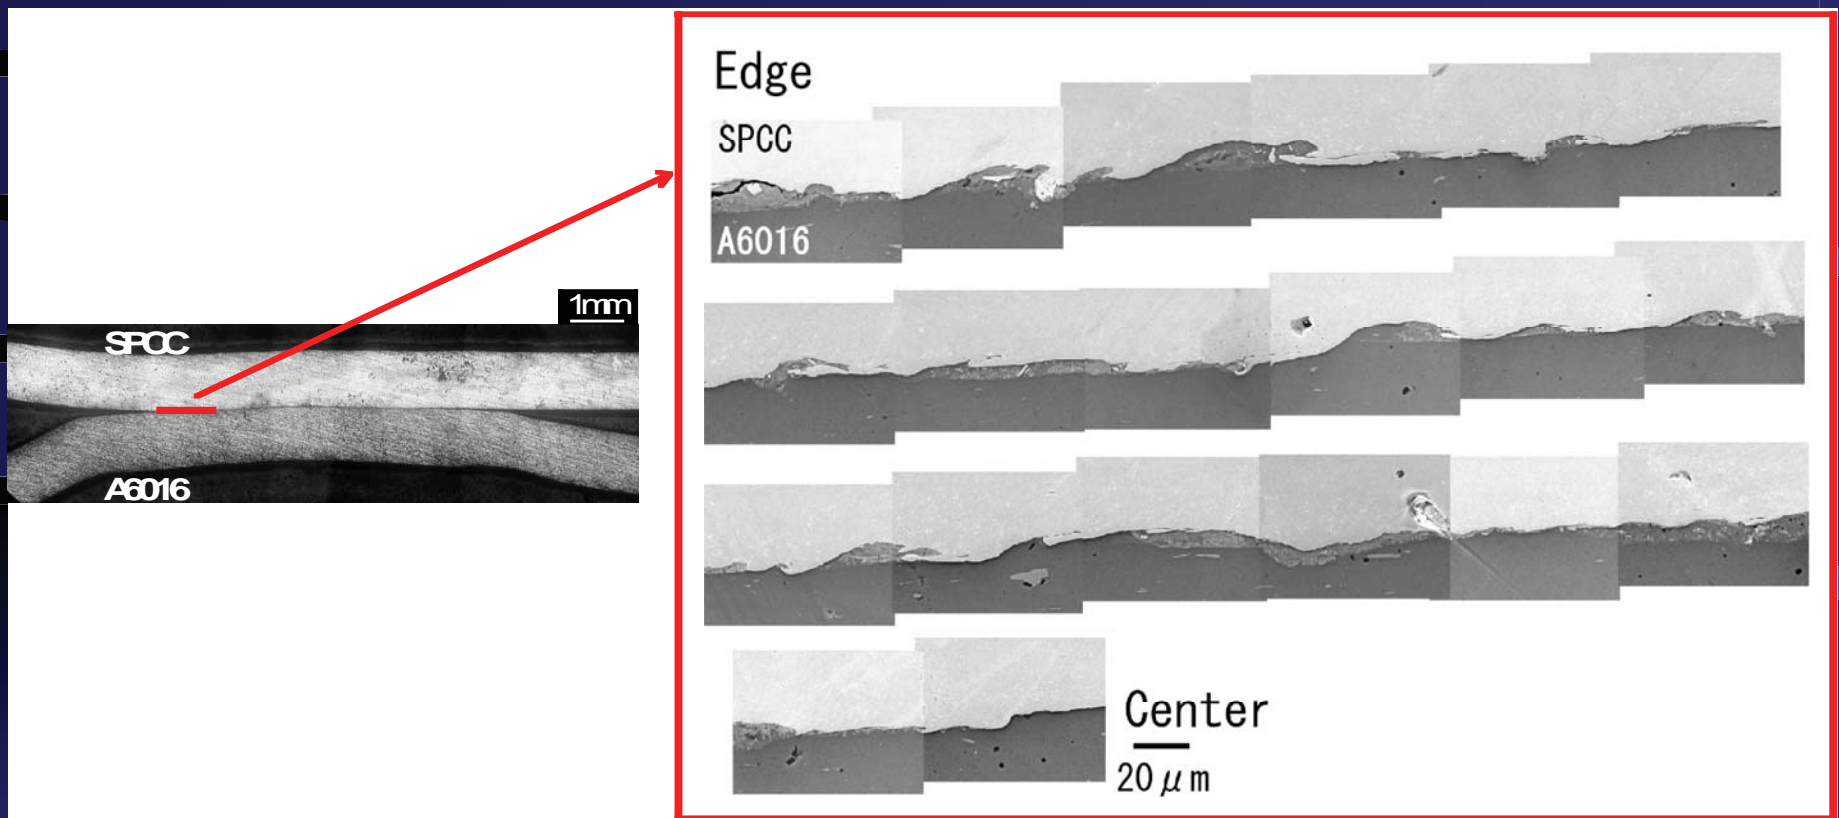 Edge
SPCC
A6016
1mm
SPCC
A6016
Center
20μm